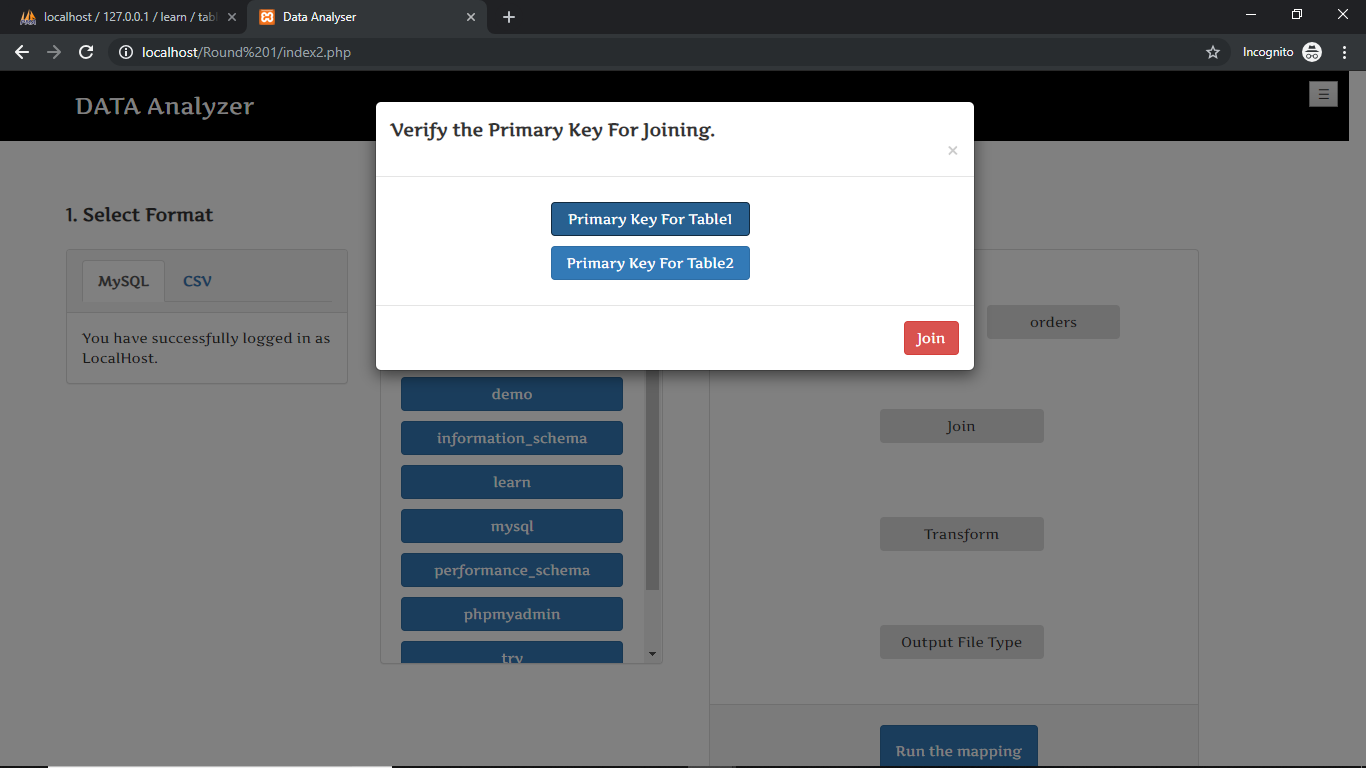 localhost / 127.0.0.1 / learn / tabl
Data Analyser
localhost/Round%201/index2.php
Incognito
DATA Analyzer
Verify the Primary Key For Joining.
×
Primary Key For Table1
Primary Key For Table2
Join
1. Select Format
MySQL
CSV
You have successfully logged in as
LocalHost.
demo
information_schema
learn
mysql
performance_schema
phpmyadmin
try
orders
Join
Transform
Output File Type
Run the mapping